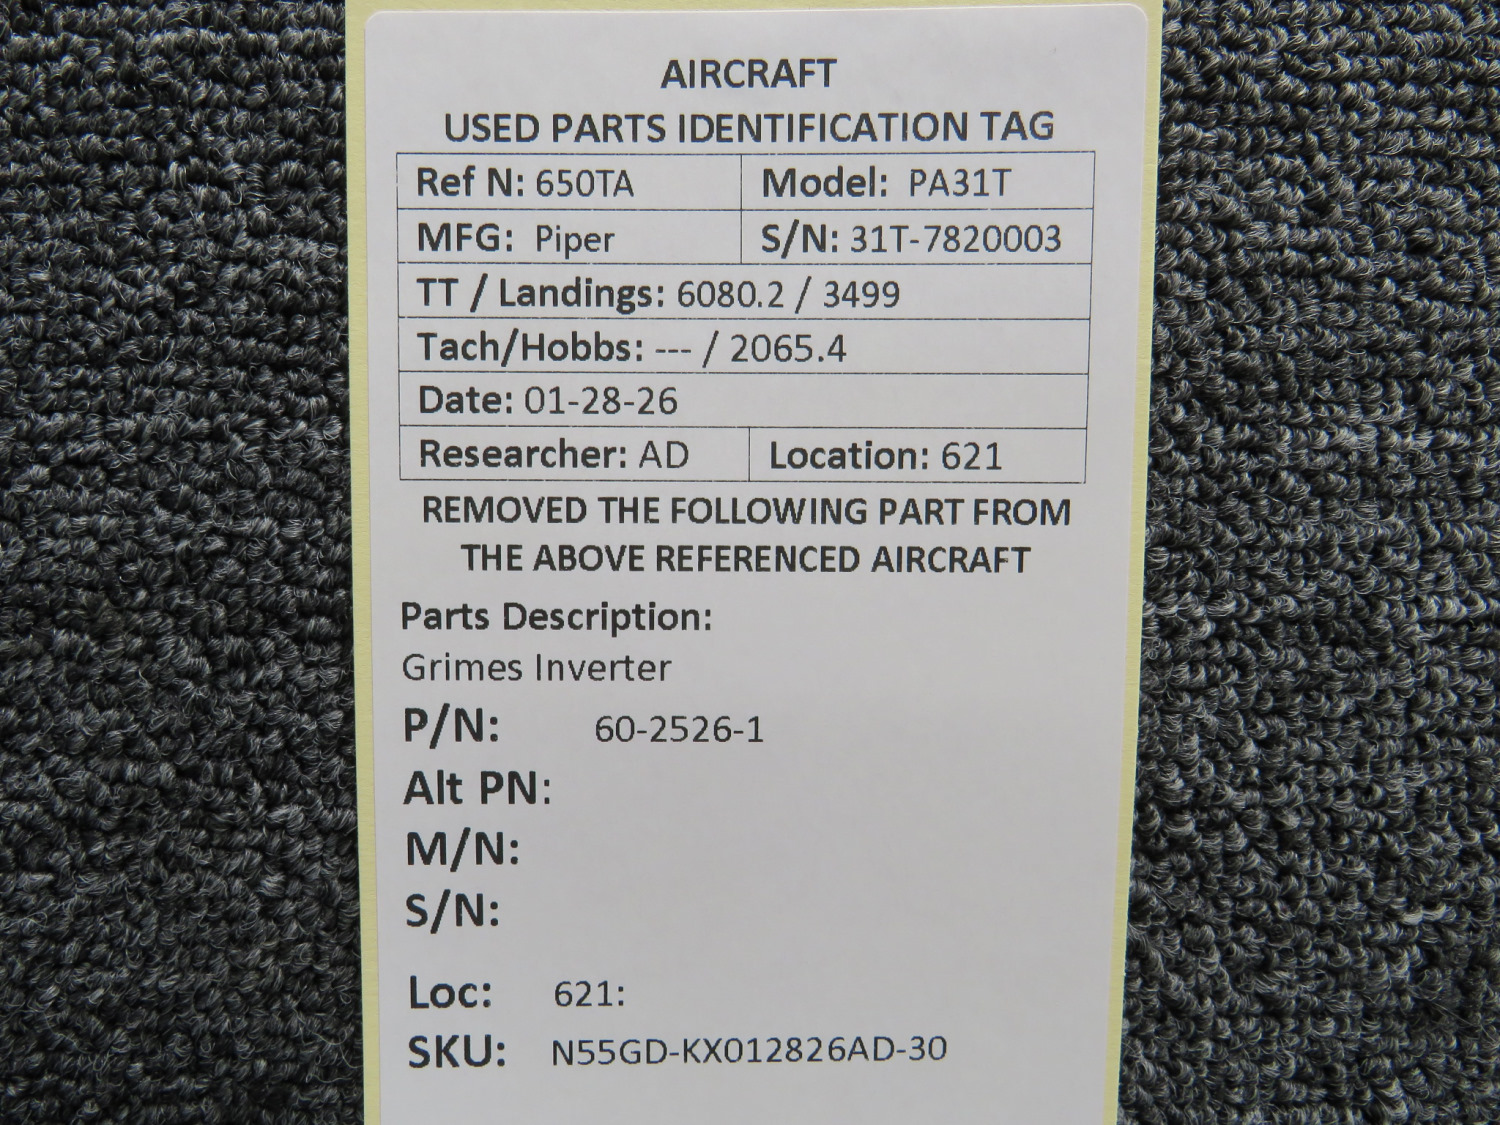 AIRCRAFT
USED PARTS IDENTIFICATION TAG
Ref N: 650TA Model: PA31T
MFG: Piper S/N: 31T-7820003
TT / Landings: 6080.2 / 3499
Tach/Hobbs: --- / 2065.4
Date: 01-28-26
Researcher: AD Location: 621
REMOVED THE FOLLOWING PART FROM
THE ABOVE REFERENCED AIRCRAFT
Parts Description:
Grimes Inverter
P/N: 60-2526-1
Alt PN:
M/N:
S/N:
Loc: 621:
SKU: N55GD-KX012826AD-30